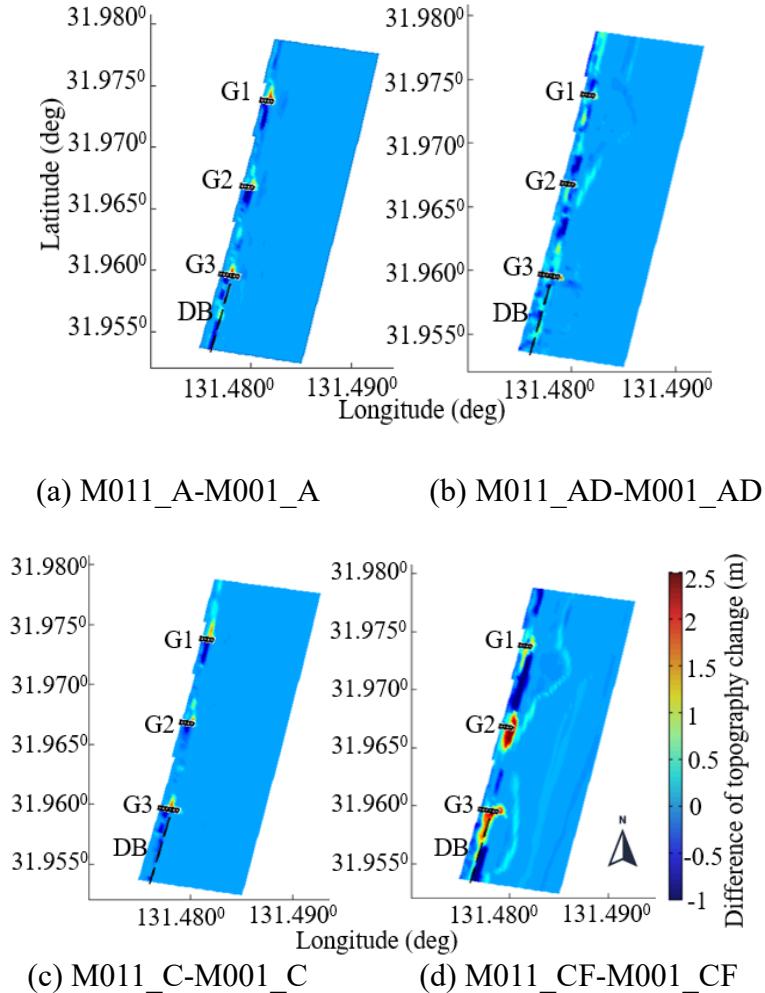 31.980⁰
31.975⁰
31.970⁰
31.965⁰
31.960⁰
31.955⁰
Latitude (deg)
G1
G2
G3
DB
131.480⁰ 131.490⁰
31.980⁰
31.975⁰
31.970⁰
31.965⁰
31.960⁰
31.955⁰
G1
G2
G3
DB
131.480⁰ 131.490⁰
Longitude (deg)
(a) M011_A-M001_A (b) M011_AD-M001_AD
31.980⁰
31.975⁰
31.970⁰
31.965⁰
31.960⁰
31.955⁰
G1
G2
G3
DB
131.480⁰ 131.490⁰
31.980⁰
31.975⁰
31.970⁰
31.965⁰
31.960⁰
31.955⁰
G1
G2
G3
DB
131.480⁰ 131.490⁰
N
2.5
2
1.5
1
0.5
0
-0.5
-1
Difference of topography change (m)
Longitude (deg)
(c) M011_C-M001_C (d) M011_CF-M001_CF